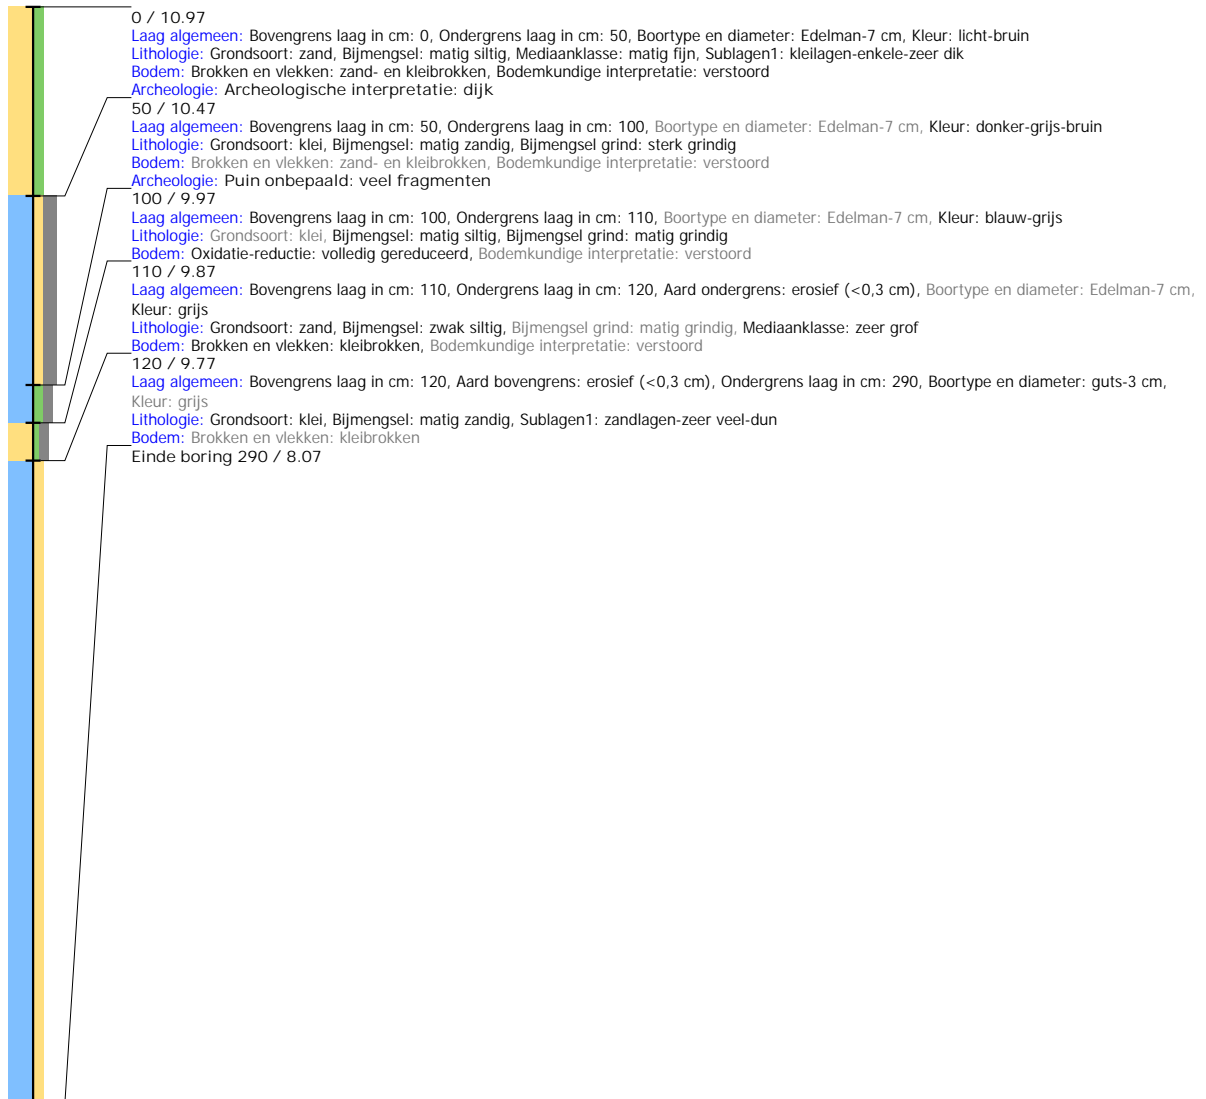 0 / 10.97
Laag algemeen: Bovengrens laag in cm: 0, Ondergrens laag in cm: 50, Boortype en diameter: Edelman-7 cm, Kleur: licht-bruin
Lithologie: Grondsoort: zand, Bijmengsel: matig siltig, Mediaanklasse: matig fijn, Sublagen1: kleilagen-enkele-zeer dik
Bodem: Brokken en vlekken: zand- en kleibrokken, Bodemkundige interpretatie: verstoord
Archeologie: Archeologische interpretatie: dijk
50 / 10.47
Laag algemeen: Bovengrens laag in cm: 50, Ondergrens laag in cm: 100, Boortype en diameter: Edelman-7 cm, Kleur: donker-grijs-bruin
Lithologie: Grondsoort: klei, Bijmengsel: matig zandig, Bijmengsel grind: sterk grindig
Bodem: Brokken en vlekken: zand- en kleibrokken, Bodemkundige interpretatie: verstoord
Archeologie: Puin onbepaald: veel fragmenten
100 / 9.97
Laag algemeen: Bovengrens laag in cm: 100, Ondergrens laag in cm: 110, Boortype en diameter: Edelman-7 cm, Kleur: blauw-grijs
Lithologie: Grondsoort: klei, Bijmengsel: matig siltig, Bijmengsel grind: matig grindig
Bodem: Oxidatie-reductie: volledig gereduceerd, Bodemkundige interpretatie: verstoord
110 / 9.87
Laag algemeen: Bovengrens laag in cm: 110, Ondergrens laag in cm: 120, Aard ondergrens: erosief (<0,3 cm), Boortype en diameter: Edelman-7 cm,
Kleur: grijs
Lithologie: Grondsoort: zand, Bijmengsel: zwak siltig, Bijmengsel grind: matig grindig, Mediaanklasse: zeer grof
Bodem: Brokken en vlekken: kleibrokken, Bodemkundige interpretatie: verstoord
120 / 9.77
Laag algemeen: Bovengrens laag in cm: 120, Aard bovengrens: erosief (<0,3 cm), Ondergrens laag in cm: 290, Boortype en diameter: guts-3 cm,
Kleur: grijs
Lithologie: Grondsoort: klei, Bijmengsel: matig zandig, Sublagen1: zandlagen-zeer veel-dun
Bodem: Brokken en vlekken: kleibrokken
Einde boring 290 / 8.07